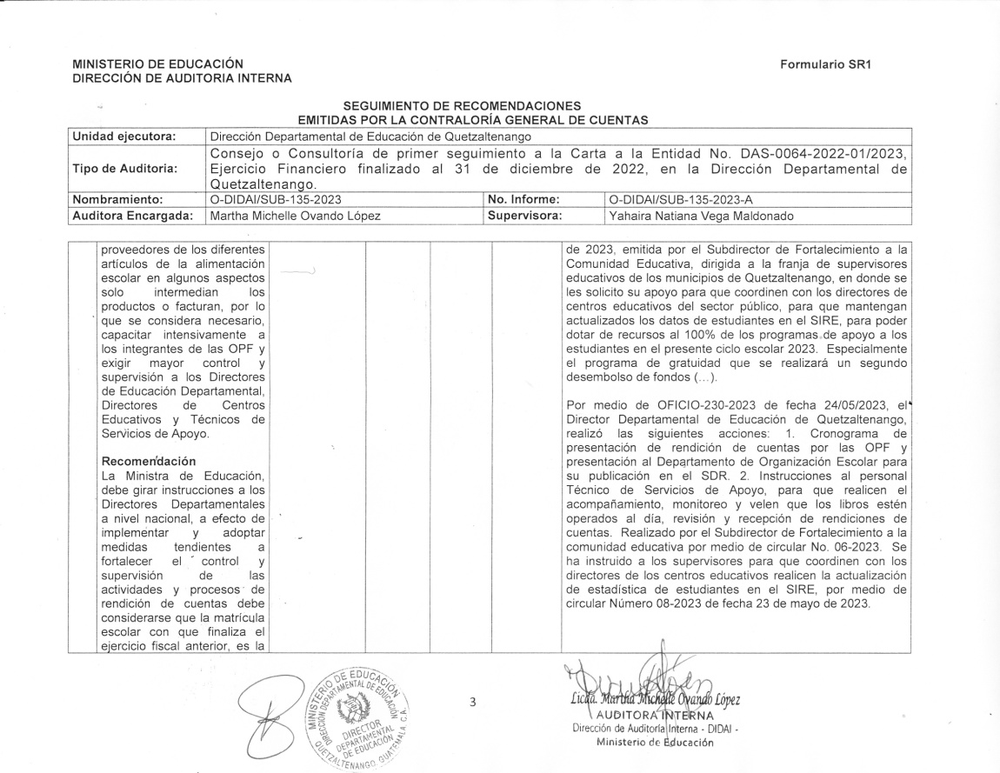 MINISTERIO DE EDUCACIÓN
DIRECCIÓN DE AUDITORIA INTERNA
Formulario SR1
SEGUIMIENTO DE RECOMENDACIONES
EMITIDAS POR LA CONTRALORÍA GENERAL DE CUENTAS
Unidad ejecutora: Dirección Departamental de Educación de Quetzaltenango
Tipo de Auditoria: Consejo o Consultoría de primer seguimiento a la Carta a la Entidad No. DAS-0064-2022-01/2023,
Ejercicio Financiero finalizado al 31 de diciembre de 2022, en la Dirección Departamental de
Quetzaltenango.
Nombramiento: O-DIDAI/SUB-135-2023 No. Informe: O-DIDAI/SUB-135-2023-A
Auditora Encargada: Martha Michelle Ovando López Supervisora: Yahaira Natiana Vega Maldonado
proveedores de los diferentes
artículos de la alimentación
escolar en algunos aspectos
solo intermedian los
productos o facturan, por lo
que se considera necesario,
capacitar intensivamente a
los integrantes de las OPF y
exigir mayor control y
supervisión a los Directores
de Educación Departamental,
Directores de Centros
Educativos y Técnicos de
Servicios de Apoyo.
Recomendación
La Ministra de Educación,
debe girar instrucciones a los
Directores Departamentales
a nivel nacional, a efecto de
implementar y adoptar
medidas tendientes a
fortalecer el control y
supervisión de las
actividades y procesos de
rendición de cuentas debe
considerarse que la matrícula
escolar con que finaliza el
ejercicio fiscal anterior, es la
de 2023, emitida por el Subdirector de Fortalecimiento a la
Comunidad Educativa, dirigida a la franja de supervisores
educativos de los municipios de Quetzaltenango, en donde se
les solicito su apoyo para que coordinen con los directores de
centros educativos del sector público, para que mantengan
actualizados los datos de estudiantes en el SIRE, para poder
dotar de recursos al 100% de los programas de apoyo a los
estudiantes en el presente ciclo escolar 2023. Especialmente
el programa de gratuidad que se realizará un segundo
desembolso de fondos (...).
Por medio de OFICIO-230-2023 de fecha 24/05/2023, el
Director Departamental de Educación de Quetzaltenango,
realizó las siguientes acciones: 1. Cronograma de
presentación de rendición de cuentas por las OPF y
presentación al Departamento de Organización Escolar para
su publicación en el SDR. 2. Instrucciones al personal
Técnico de Servicios de Apoyo, para que realicen el
acompañamiento, monitoreo y velen que los libros estén
operados al día, revisión y recepción de rendiciones de
cuentas. Realizado por el Subdirector de Fortalecimiento a la
comunidad educativa por medio de circular No. 06-2023. Se
ha instruido a los supervisores para que coordinen con los
directores de los centros educativos realicen la actualización
de estadística de estudiantes en el SIRE, por medio de
circular Número 08-2023 de fecha 23 de mayo de 2023.
MINISTERIO DE EDUCACIÓN
DIRECCIÓN DEPARTAMENTAL DE EDUCACIÓN
DIRECTOR
DEPARTAMENTAL
DE EDUCACIÓN
QUETZALTENANGO, GUATEMALA, C.A.
3
Licda. Martha Michelle Ovando López
AUDITORA INTERNA
Dirección de Auditoría Interna - DIDAI -
Ministerio de Educación